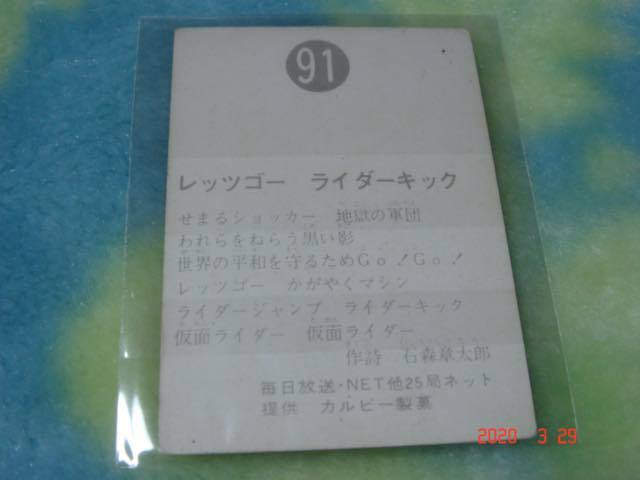 91
レッツゴー　ライダーキック
せまるショッカー　地獄の軍団
われらをねらう黒い影
世界の平和を守るためGo！Go！
レッツゴー　かがやくマシン
ライダージャンプ　ライダーキック
仮面ライダー　仮面ライダー
作詩　石森章太郎
毎日放送・NET他25局ネット
提供　カルビー製菓
2020 3 29